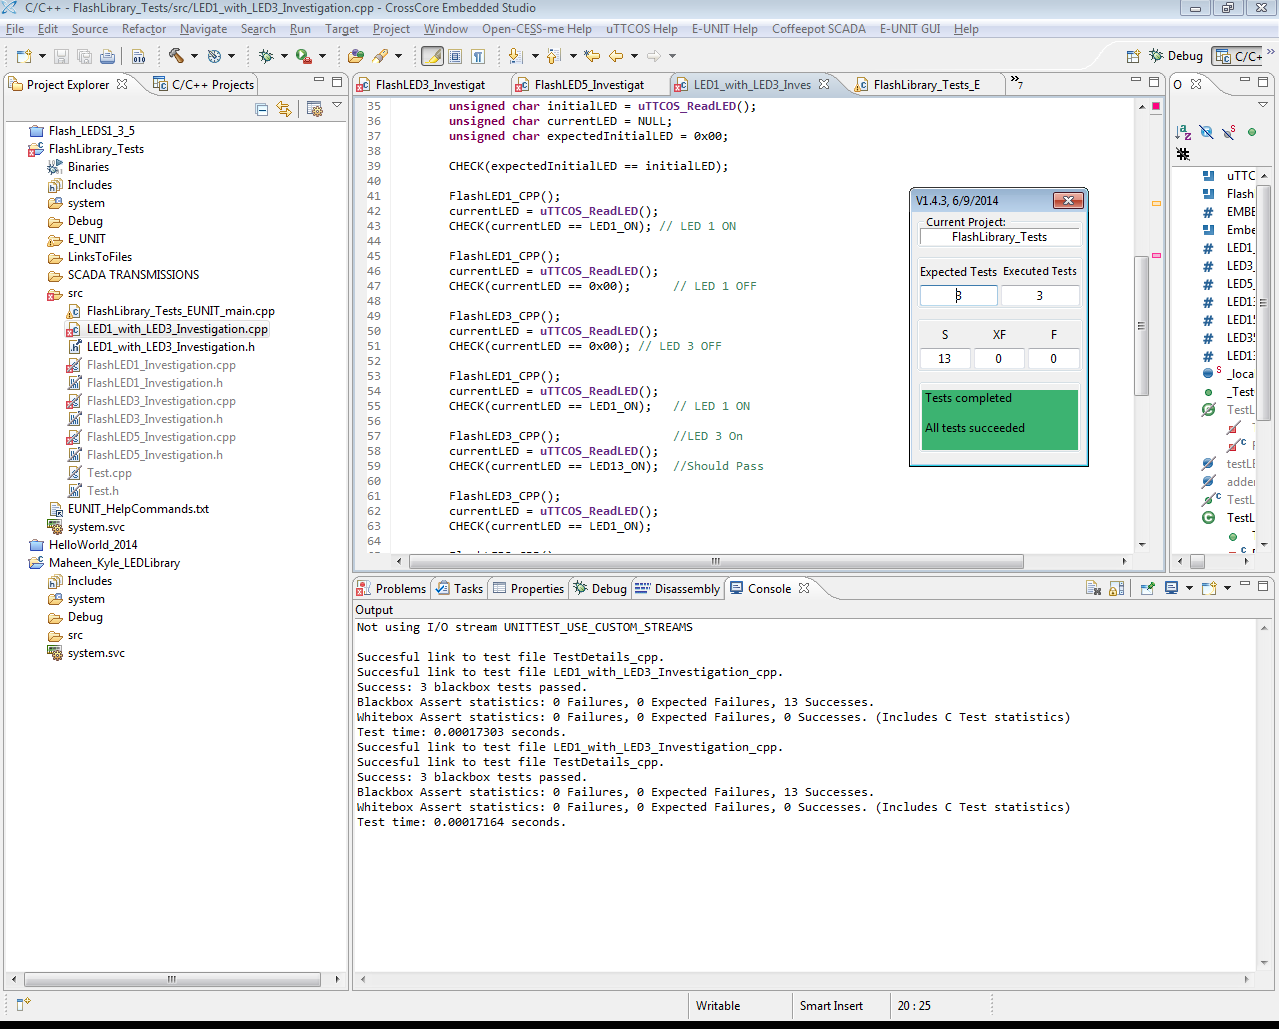 C/C++ - FlashLibrary_Tests/src/LED1_with_LED3_Investigation.cpp - CrossCore Embedded Studio
File Edit Source Refactor Navigate Search Run Target Project Window Open-CESS-me Help uTTCOS Help E-UNIT Help Coffeepot SCADA E-UNIT GUI Help
Debug C/C+
Project Explorer C/C++ Projects
Flash_LEDS1_3_5
FlashLibrary_Tests
Binaries
Includes
system
Debug
E_UNIT
LinksToFiles
SCADA TRANSMISSIONS
src
FlashLibrary_Tests_EUNIT_main.cpp
LED1_with_LED3_Investigation.cpp
LED1_with_LED3_Investigation.h
FlashLED1_Investigation.cpp
FlashLED1_Investigation.h
FlashLED3_Investigation.cpp
FlashLED3_Investigation.h
FlashLED5_Investigation.cpp
FlashLED5_Investigation.h
Test.cpp
Test.h
EUNIT_HelpCommands.txt
system.svc
HelloWorld_2014
Maheen_Kyle_LEDLibrary
Includes
system
Debug
src
system.svc
FlashLED3_Investigat FlashLED5_Investigat LED1_with_LED3_Inves FlashLibrary_Tests_E »7
35 unsigned char initialLED = uTTCOS_ReadLED();
36 unsigned char currentLED = NULL;
37 unsigned char expectedInitialLED = 0x00;
38
39 CHECK(expectedInitialLED == initialLED);
40
41 FlashLED1_CPP();
42 currentLED = uTTCOS_ReadLED();
43 CHECK(currentLED == LED1_ON); // LED 1 ON
44
45 FlashLED1_CPP();
46 currentLED = uTTCOS_ReadLED();
47 CHECK(currentLED == 0x00); // LED 1 OFF
48
49 FlashLED3_CPP();
50 currentLED = uTTCOS_ReadLED();
51 CHECK(currentLED == 0x00); // LED 3 OFF
52
53 FlashLED1_CPP();
54 currentLED = uTTCOS_ReadLED();
55 CHECK(currentLED == LED1_ON); // LED 1 ON
56
57 FlashLED3_CPP(); //LED 3 On
58 currentLED = uTTCOS_ReadLED();
59 CHECK(currentLED == LED13_ON); //Should Pass
60
61 FlashLED3_CPP();
62 currentLED = uTTCOS_ReadLED();
63 CHECK(currentLED == LED1_ON);
64
V1.4.3, 6/9/2014
Current Project:
FlashLibrary_Tests
Expected Tests Executed Tests
3 3
S XF F
13 0 0
Tests completed
All tests succeeded
O
uTTC
Flash
EMB
Embe
LED1_
LED3_
LED5_
LED13
LED15
LED35
LED13
_loca
_Test
TestL
testLE
adde
TestL
TestL
Problems Tasks Properties Debug Disassembly Console
Output
Not using I/O stream UNITTEST_USE_CUSTOM_STREAMS
Succesful link to test file TestDetails_cpp.
Succesful link to test file LED1_with_LED3_Investigation_cpp.
Success: 3 blackbox tests passed.
Blackbox Assert statistics: 0 Failures, 0 Expected Failures, 13 Successes.
Whitebox Assert statistics: 0 Failures, 0 Expected Failures, 0 Successes. (Includes C Test statistics)
Test time: 0.00017303 seconds.
Succesful link to test file LED1_with_LED3_Investigation_cpp.
Succesful link to test file TestDetails_cpp.
Success: 3 blackbox tests passed.
Blackbox Assert statistics: 0 Failures, 0 Expected Failures, 13 Successes.
Whitebox Assert statistics: 0 Failures, 0 Expected Failures, 0 Successes. (Includes C Test statistics)
Test time: 0.00017164 seconds.
Writable Smart Insert 20 : 25